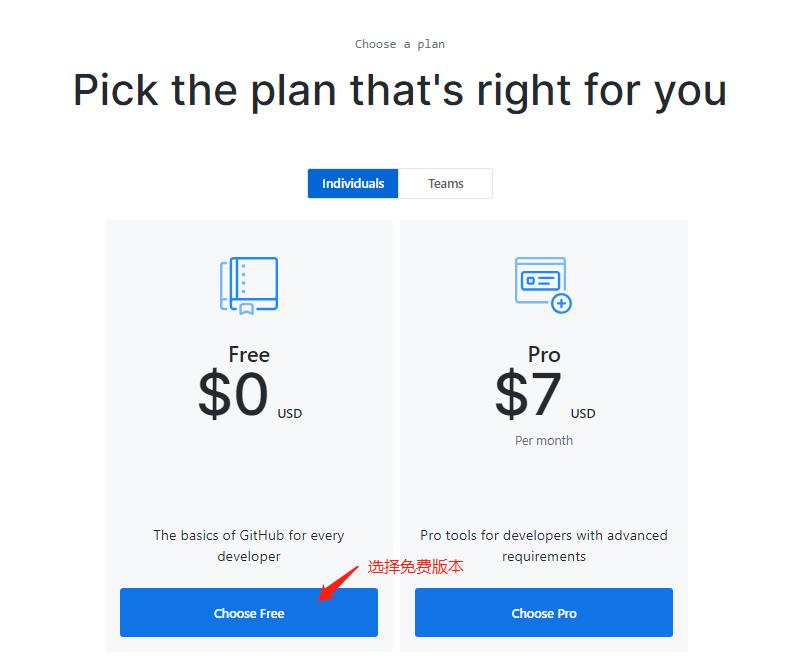 Choose a plan
Pick the plan that's right for you
Individuals
Teams
Free
$0 USD
The basics of GitHub for every
developer
Choose Free
Pro
$7 USD
Per month
Pro tools for developers with advanced
requirements
选择免费版本
Choose Pro